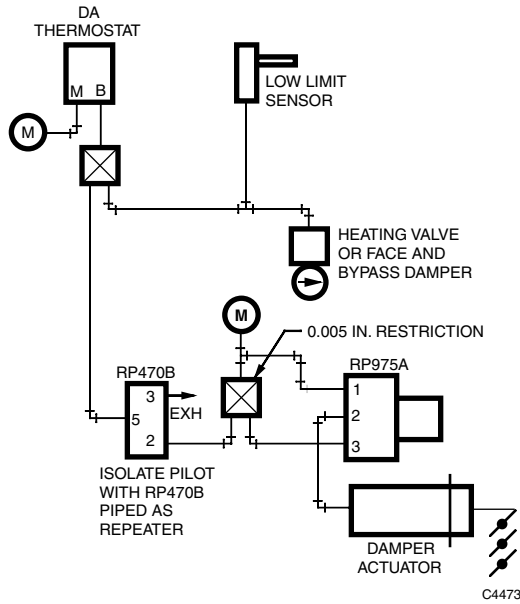 DA
THERMOSTAT
M B
M
LOW LIMIT
SENSOR
HEATING VALVE
OR FACE AND
BYPASS DAMPER
M
0.005 IN. RESTRICTION
RP470B
3
EXH
5
2
RP975A
1
2
3
ISOLATE PILOT
WITH RP470B
PIPED AS
REPEATER
DAMPER
ACTUATOR
C4473